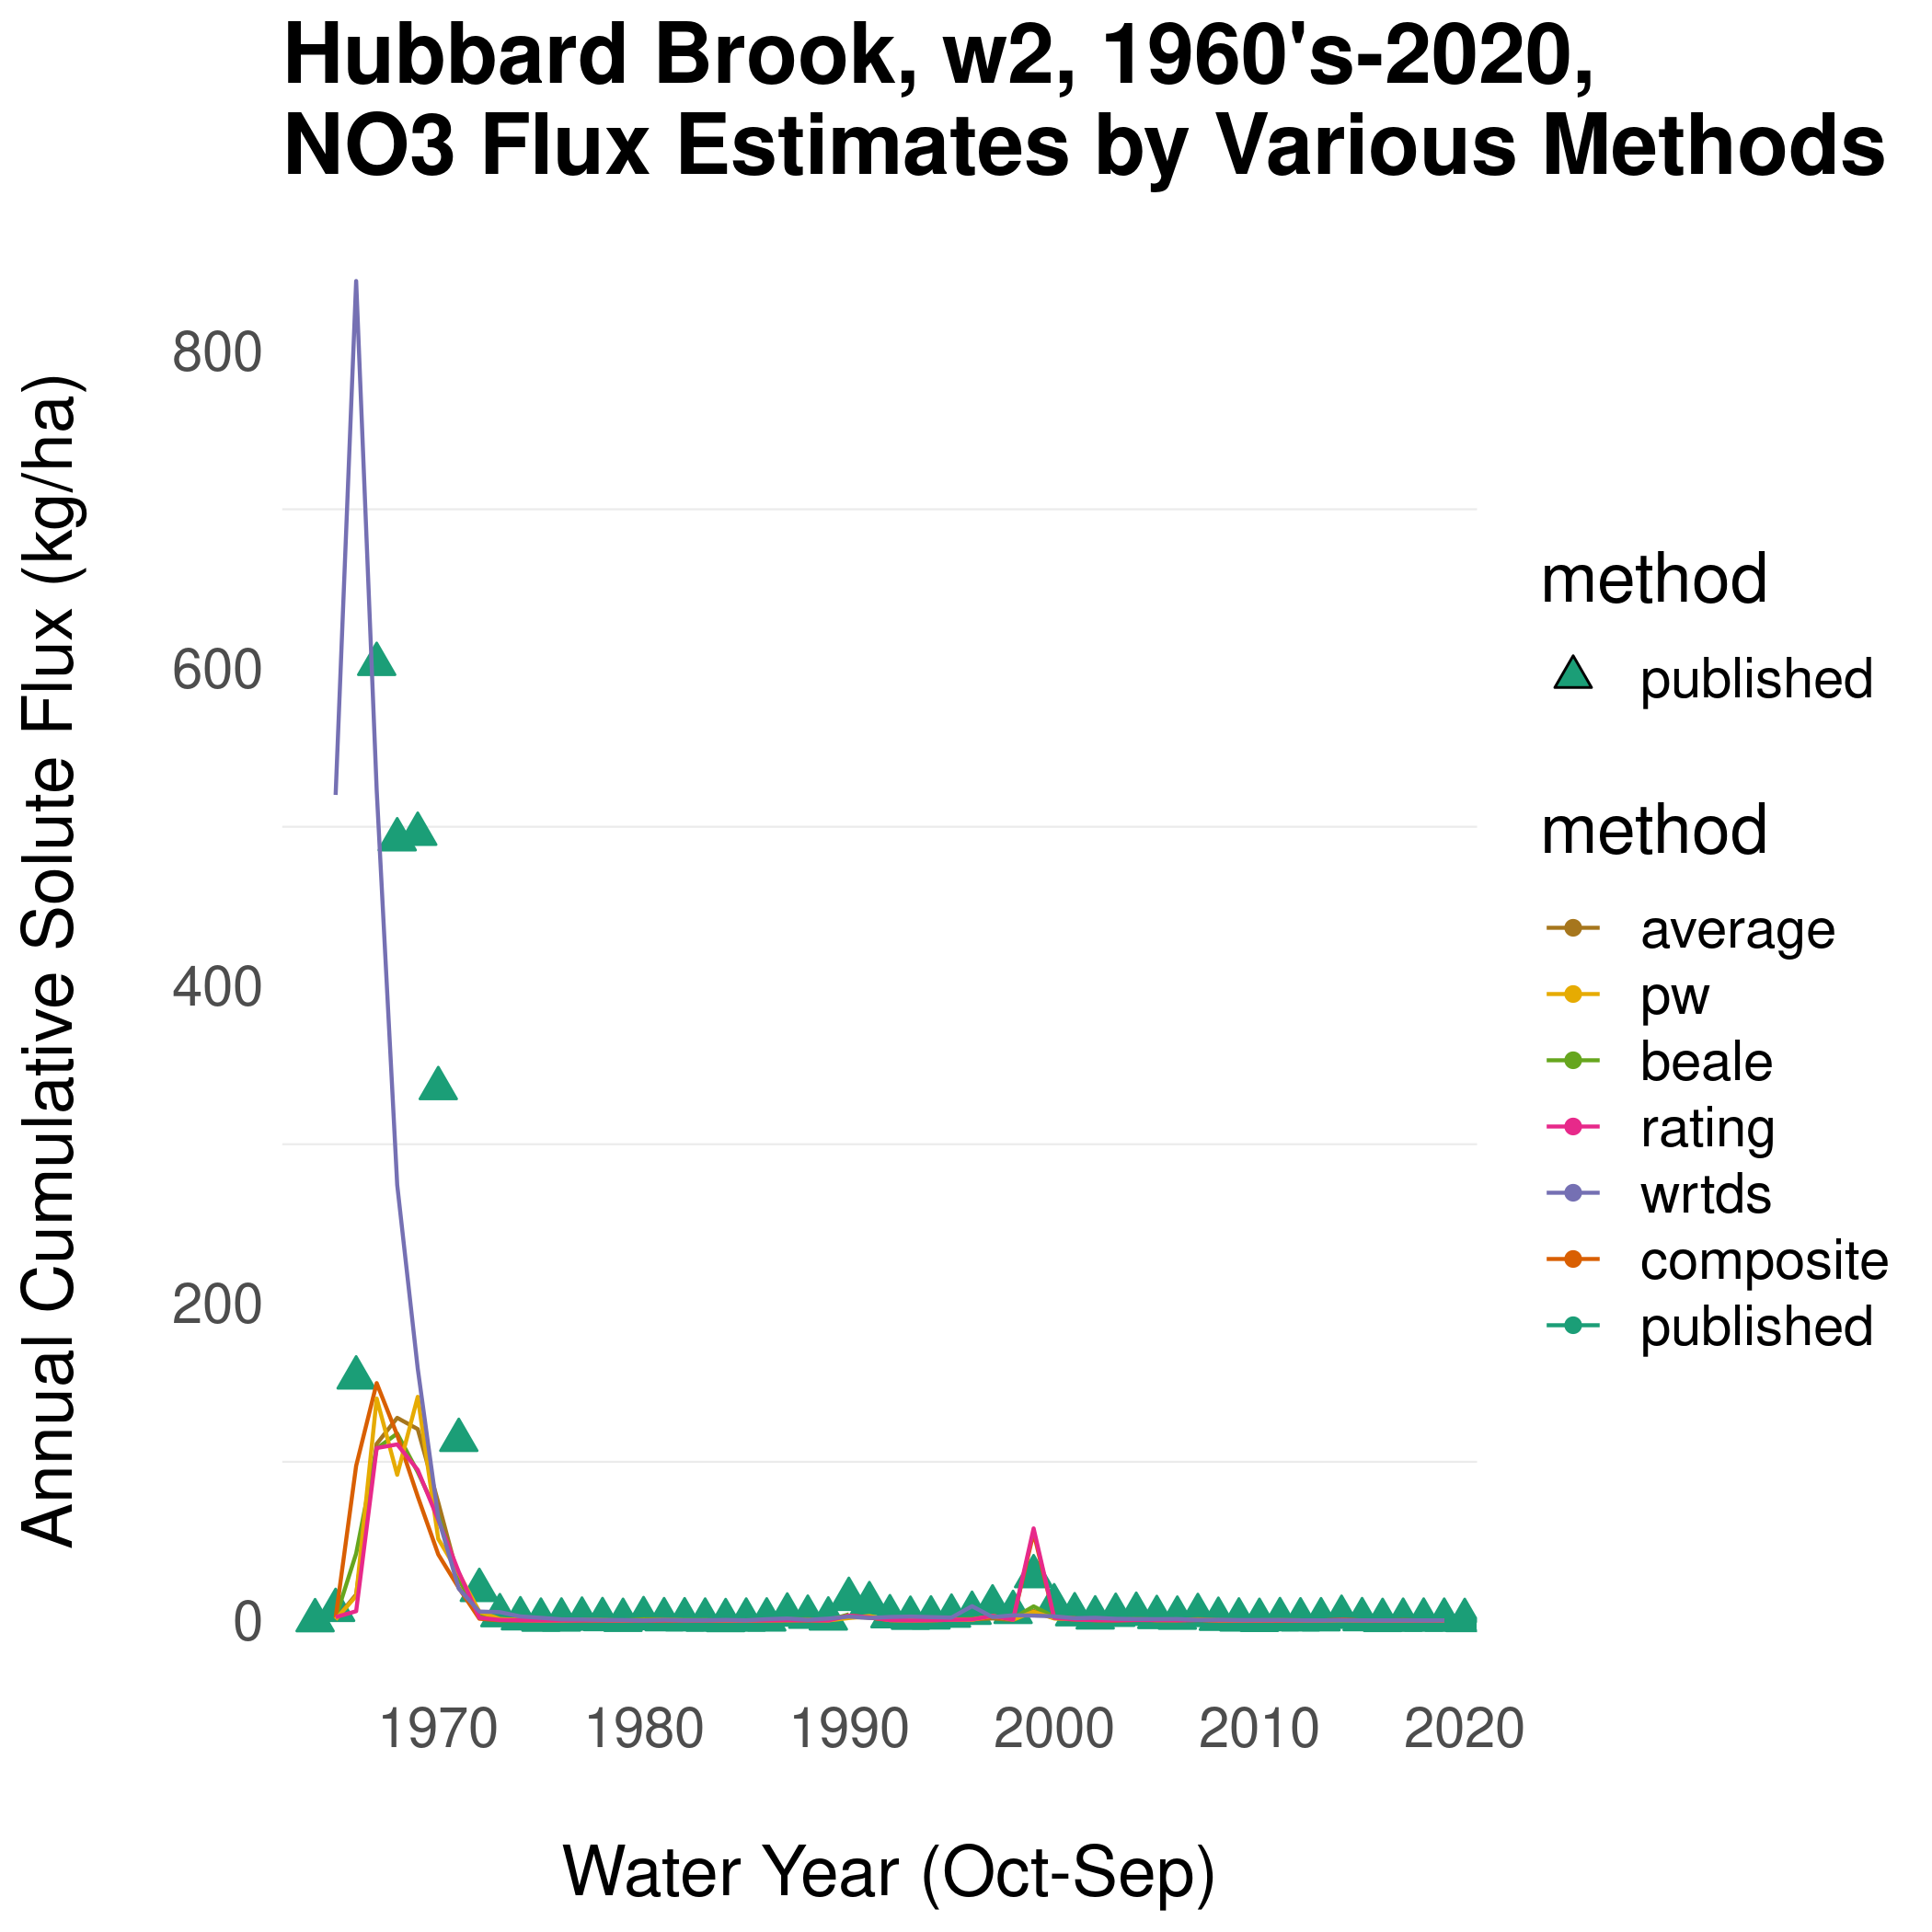 Hubbard Brook, w2, 1960's-2020,
NO3 Flux Estimates by Various Methods
Annual Cumulative Solute Flux (kg/ha)
800
600
400
200
0
1970 1980 1990 2000 2010 2020
Water Year (Oct-Sep)
method
published
method
average
pw
beale
rating
wrtds
composite
published